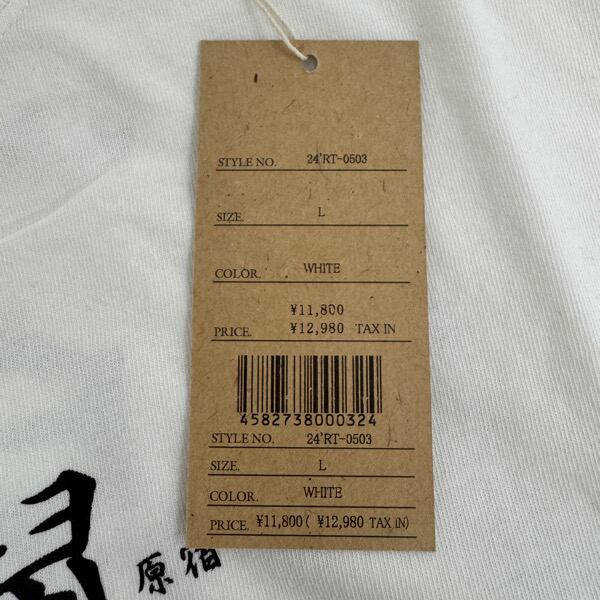 STYLE NO. 24'RT-0503
SIZE. L
COLOR. WHITE
¥11,800
PRICE. ¥12,980 TAX IN
4582738000324
STYLE NO. 24'RT-0503
SIZE. L
COLOR. WHITE
PRICE. ¥11,800( ¥12,980 TAX IN)
原宿